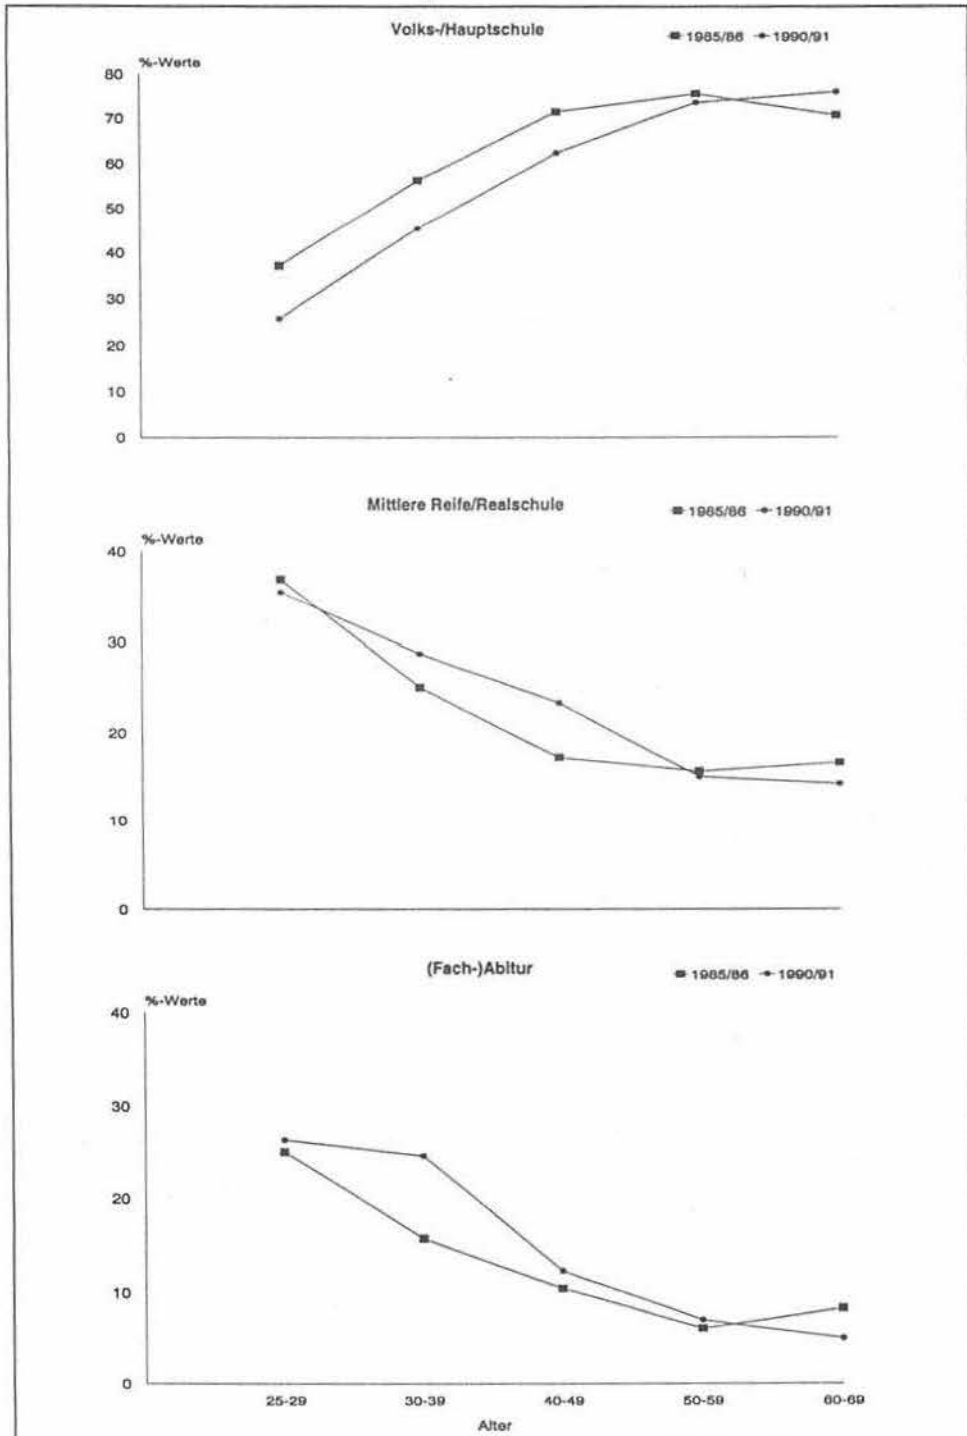 Volks-/Hauptschule
1985/86 1990/91
%-Werte
80
70
60
50
40
30
20
10
0
Mittlere Reife/Realschule
1985/86 1990/91
%-Werte
40
30
20
10
0
(Fach-)Abitur
1985/86 1990/91
%-Werte
40
30
20
10
0
25-29 30-39 40-49 50-59 60-69
Alter